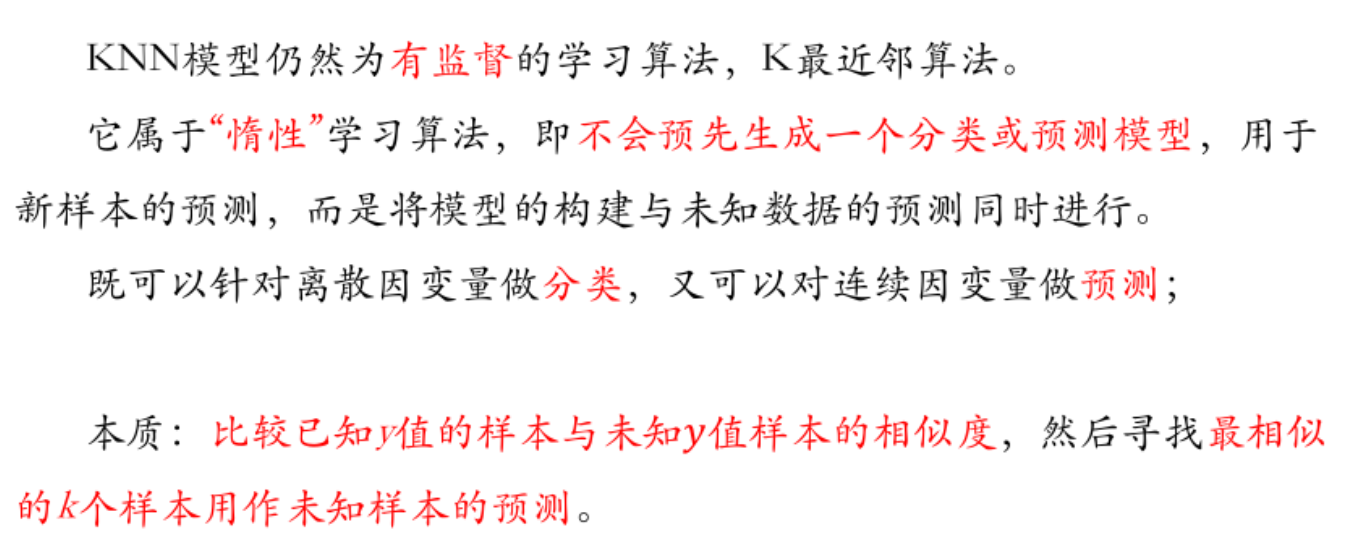 KNN模型仍然为有监督的学习算法，K最近邻算法。
它属于“惰性”学习算法，即不会预先生成一个分类或预测模型，用于
新样本的预测，而是将模型的构建与未知数据的预测同时进行。
既可以针对离散因变量做分类，又可以对连续因变量做预测；
本质：比较已知y值的样本与未知y值样本的相似度，然后寻找最相似
的k个样本用作未知样本的预测。